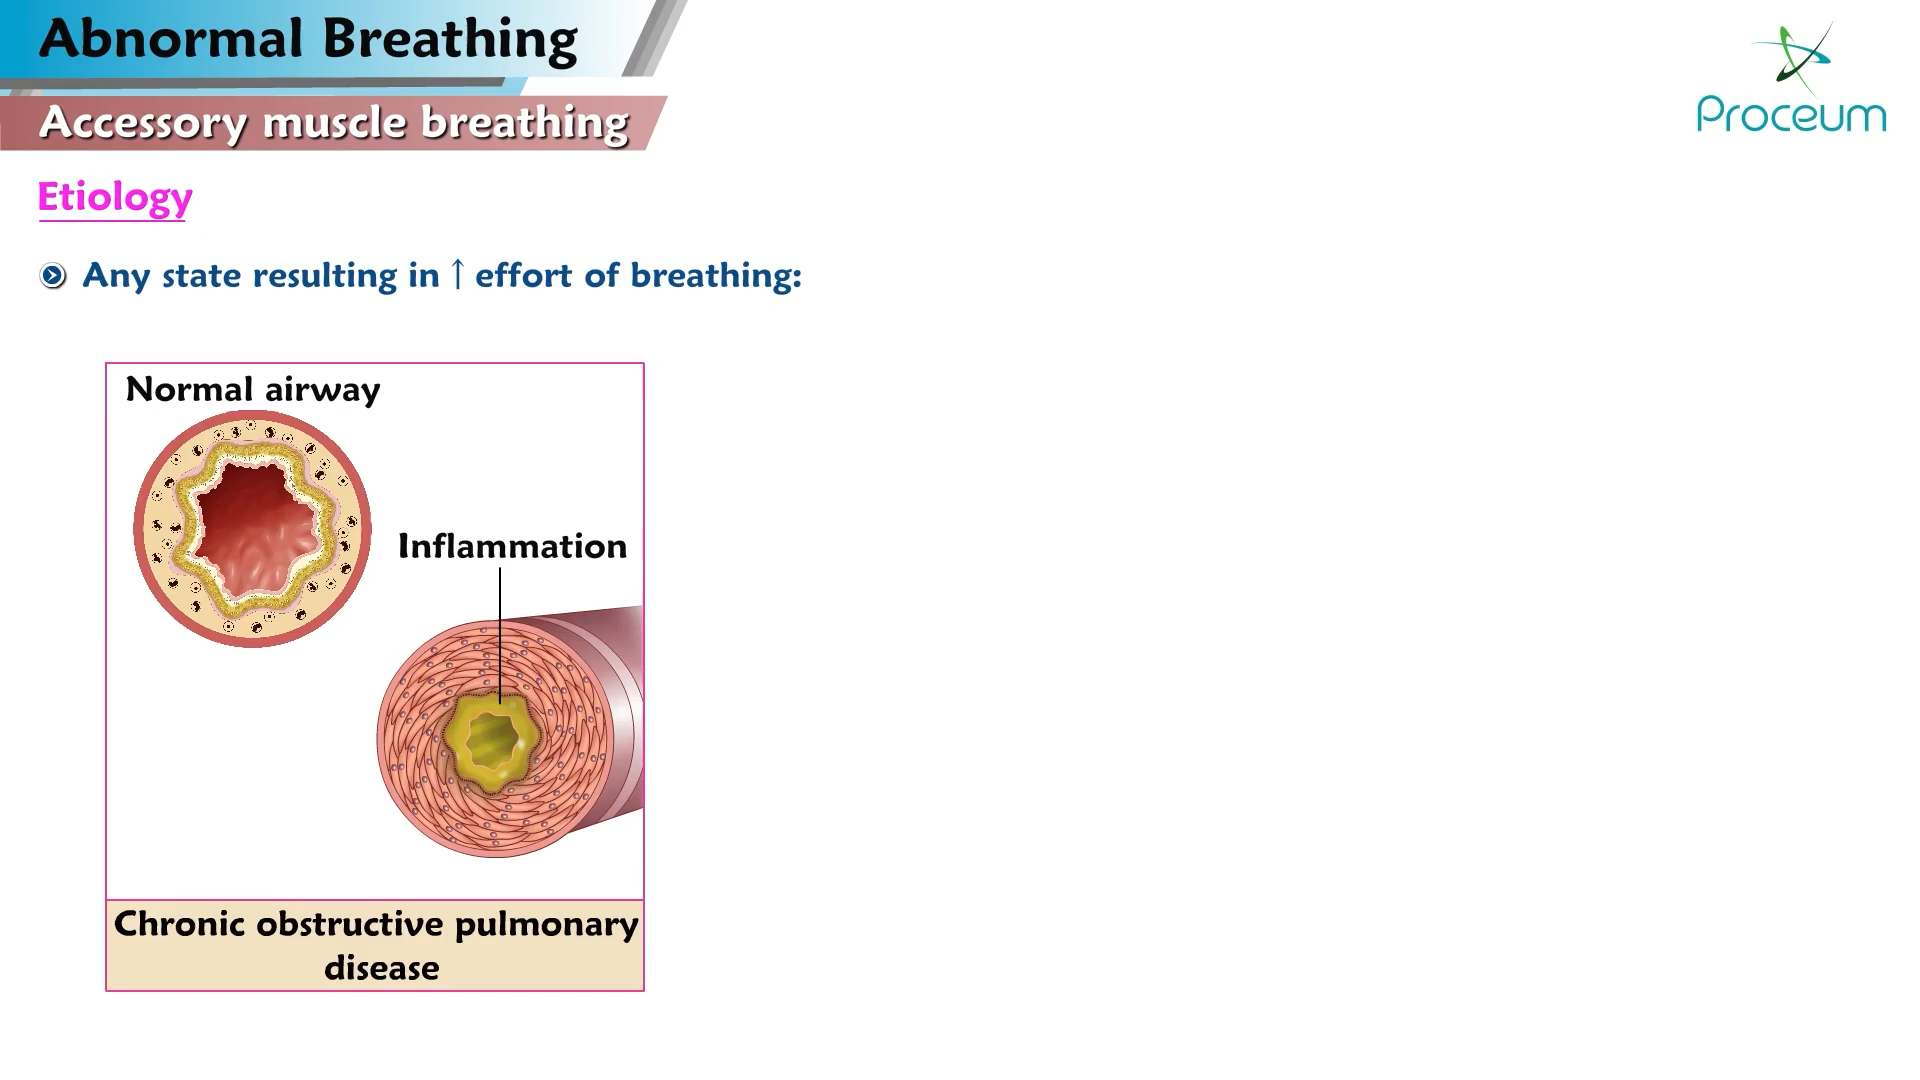 Abnormal Breathing
Proceum
Accessory muscle breathing
Etiology
Any state resulting in ↑ effort of breathing:
Normal airway
Inflammation
Chronic obstructive pulmonary
disease